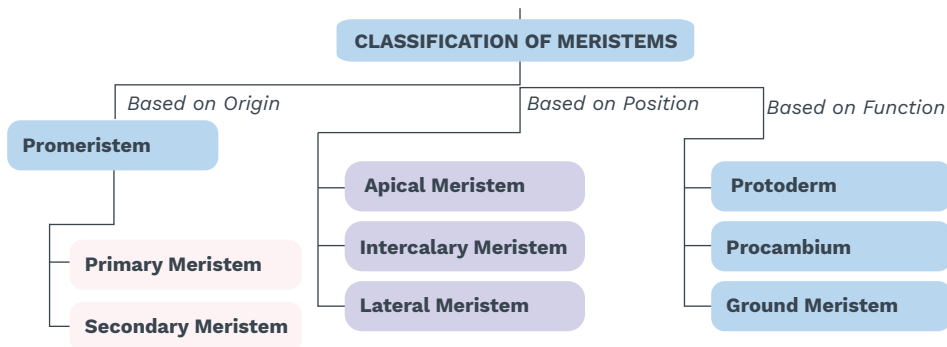 CLASSIFICATION OF MERISTEMS
Based on Origin
Based on Position
Based on Function
Promeristem
Primary Meristem
Secondary Meristem
Apical Meristem
Intercalary Meristem
Lateral Meristem
Protoderm
Procambium
Ground Meristem